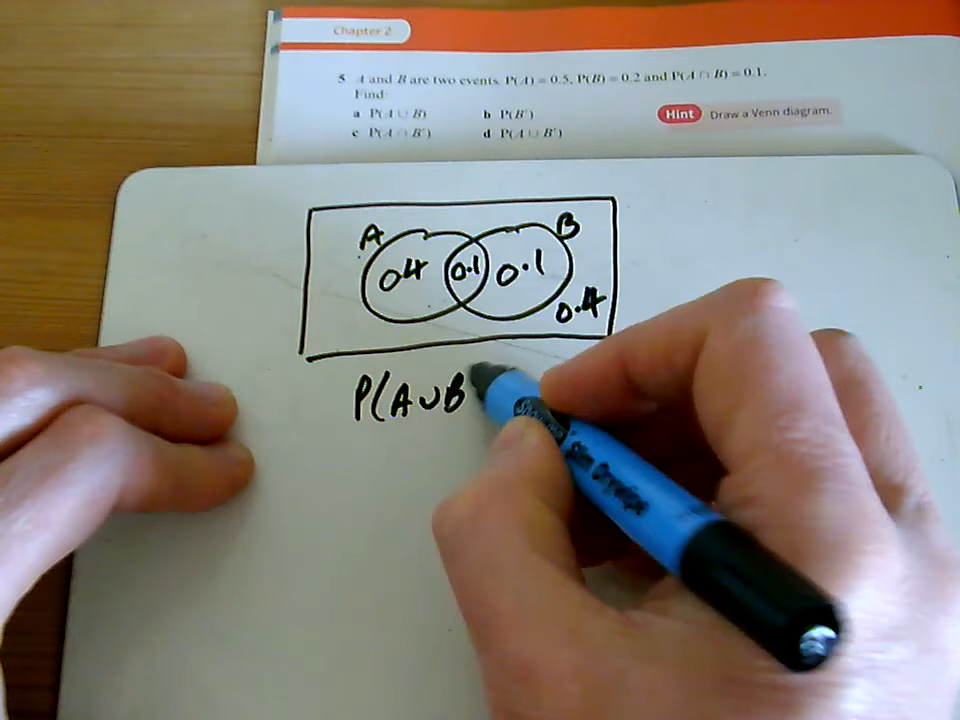 Chapter 2
5 A and B are two events. P(A) = 0.5, P(B) = 0.2 and P(A ∩ B) = 0.1.
Find:
a P(A ∪ B) b P(B′)
c P(A ∩ B′) d P(A ∪ B′)
Hint Draw a Venn diagram.
A B
0.4 0.1 0.1
0.4
P(A∪B